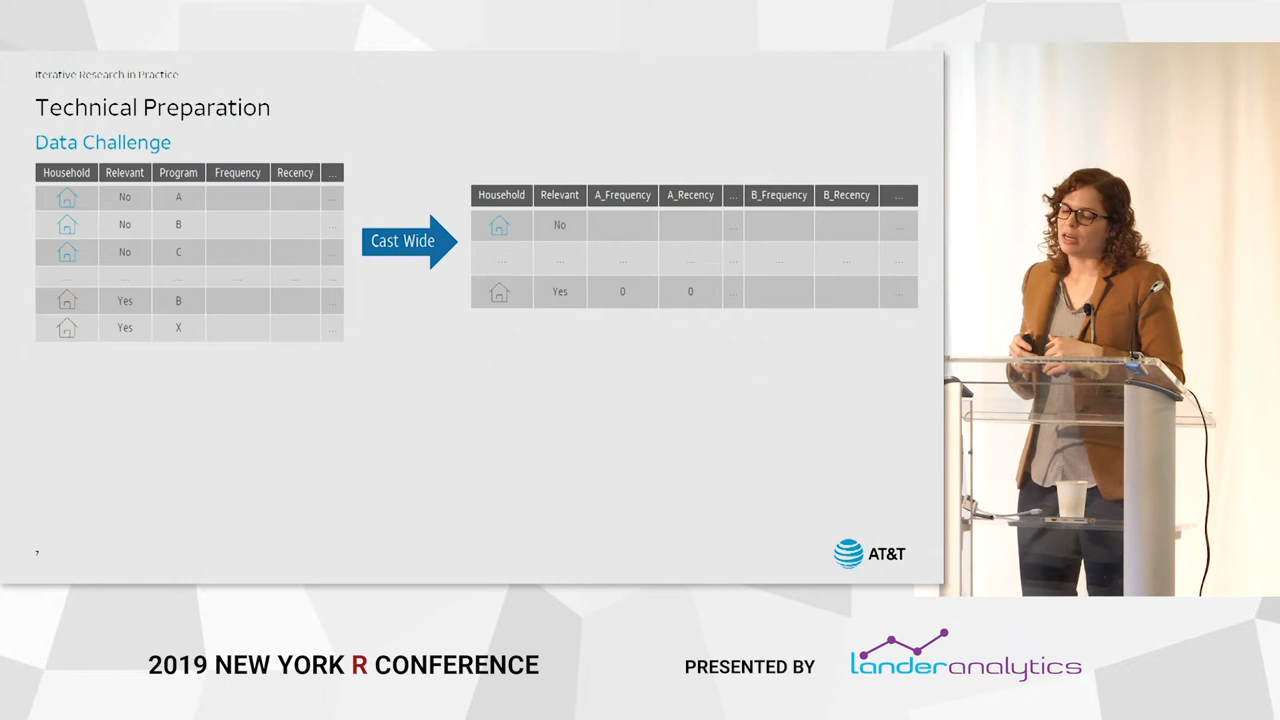 Iterative Research in Practice
Technical Preparation
Data Challenge
Household Relevant Program Frequency Recency ...
No A ...
No B ...
No C ...
... ... ... ... ... ...
Yes B ...
Yes X ...
Cast Wide
Household Relevant A_Frequency A_Recency ... B_Frequency B_Recency ...
No ... ...
... ... ... ... ... ... ... ...
Yes 0 0 ... ...
7
AT&T
2019 NEW YORK R CONFERENCE
PRESENTED BY
landeranalytics